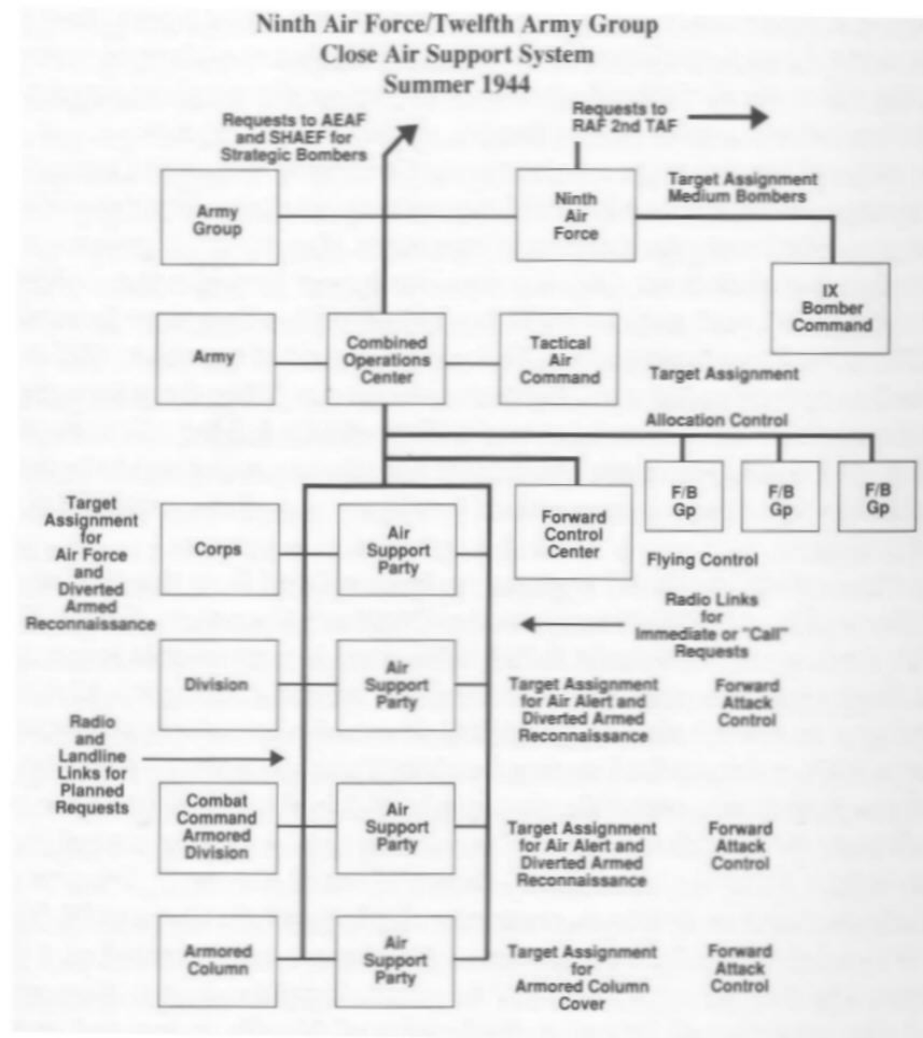 Ninth Air Force/Twelfth Army Group
Close Air Support System
Summer 1944
Requests to AEAF
and SHAEF for
Strategic Bombers
Requests to
RAF 2nd TAF
Army
Group
Ninth
Air
Force
Target Assignment
Medium Bombers
IX
Bomber
Command
Army
Combined
Operations
Center
Tactical
Air
Command
Target Assignment
Allocation Control
F/B
Gp
F/B
Gp
F/B
Gp
Target
Assignment
for
Air Force
and
Diverted
Armed
Reconnaissance
Corps
Air
Support
Party
Forward
Control
Center
Flying Control
Radio Links
for
Immediate or "Call"
Requests
Division
Air
Support
Party
Target Assignment
for Air Alert and
Diverted Armed
Reconnaissance
Forward
Attack
Control
Radio
and
Landline
Links for
Planned
Requests
Combat
Command
Armored
Division
Air
Support
Party
Target Assignment
for Air Alert and
Diverted Armed
Reconnaissance
Forward
Attack
Control
Armored
Column
Air
Support
Party
Target Assignment
for
Armored Column
Cover
Forward
Attack
Control